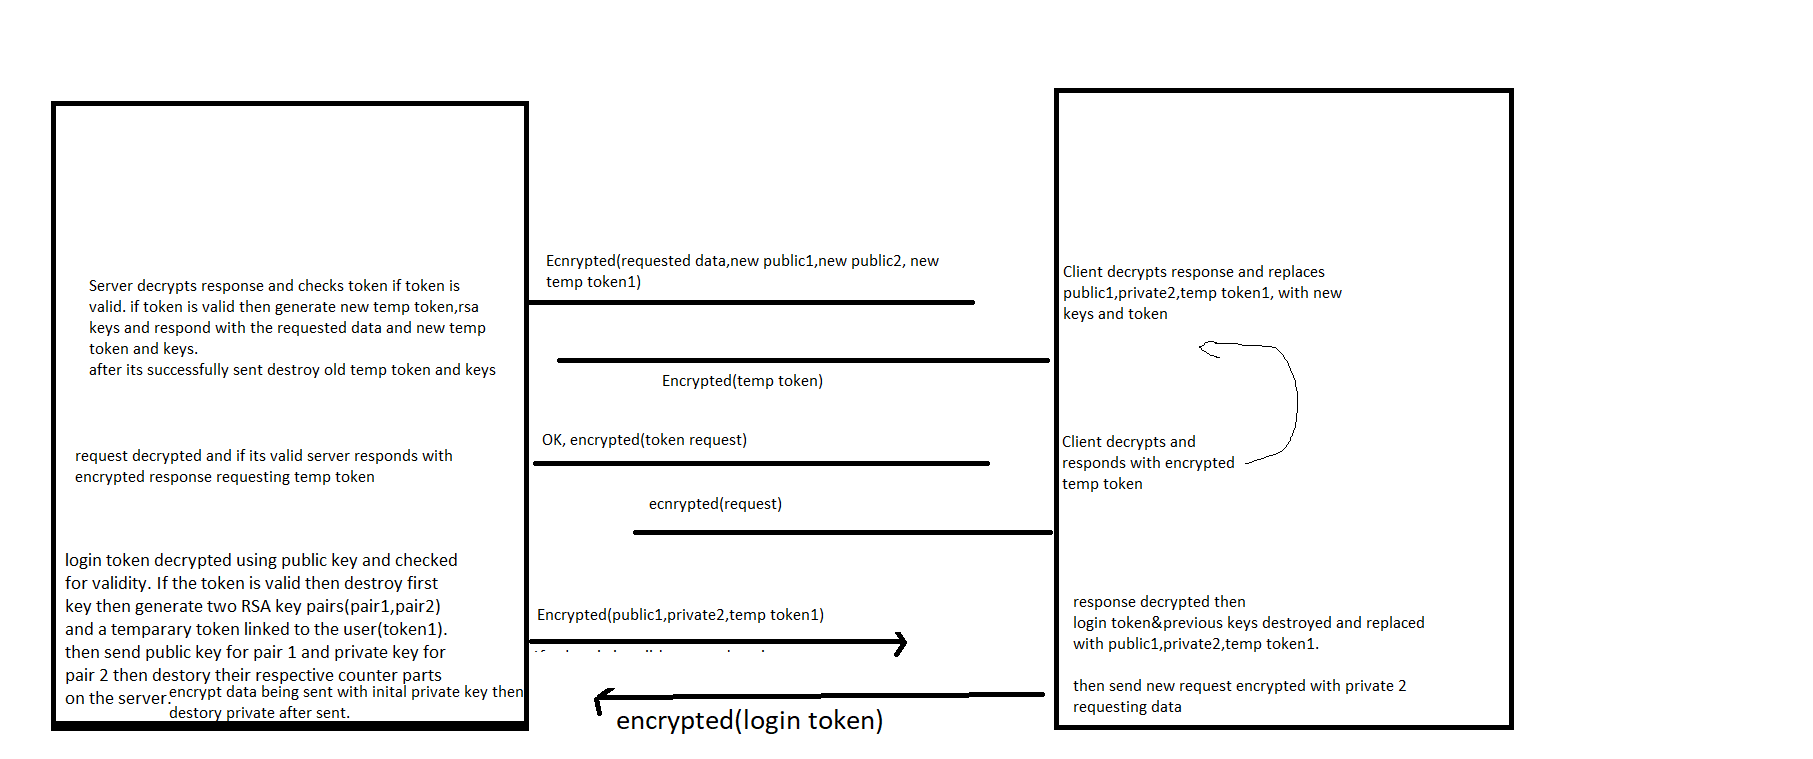 Server decrypts response and checks token if token is
valid. if token is valid then generate new temp token,rsa
keys and respond with the requested data and new temp
token and keys.
after its successfully sent destroy old temp token and keys
request decrypted and if its valid server responds with
encrypted response requesting temp token
login token decrypted using public key and checked
for validity. If the token is valid then destroy first
key then generate two RSA key pairs(pair1,pair2)
and a temparary token linked to the user(token1).
then send public key for pair 1 and private key for
pair 2 then destory their respective counter parts
on the server.
encrypt data being sent with inital private key then
destory private after sent.
Ecnrypted(requested data,new public1,new public2, new
temp token1)
Encrypted(temp token)
OK, encrypted(token request)
ecnrypted(request)
Encrypted(public1,private2,temp token1)
encrypted(login token)
Client decrypts response and replaces
public1,private2,temp token1, with new
keys and token
Client decrypts and
responds with encrypted
temp token
response decrypted then
login token&previous keys destroyed and replaced
with public1,private2,temp token1.
then send new request encrypted with private 2
requesting data